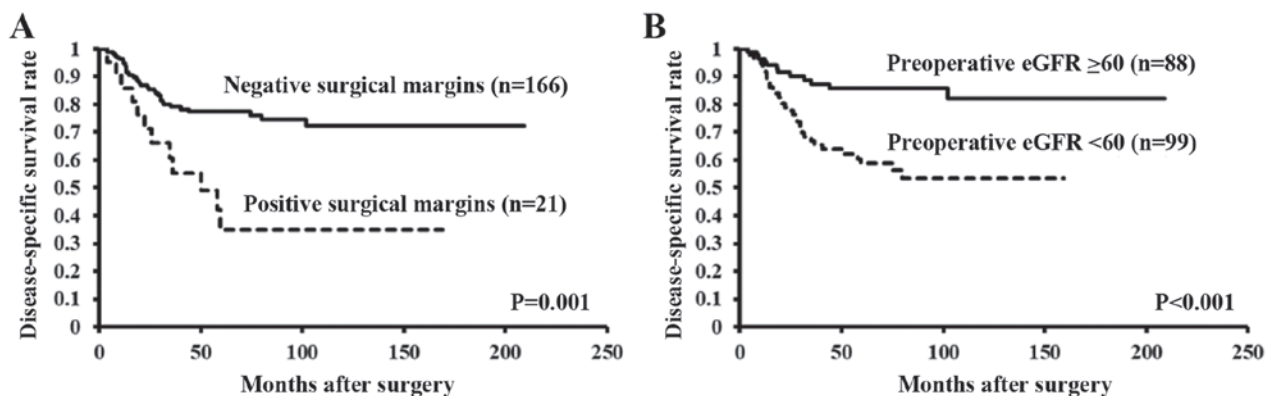 A
Disease-specific survival rate
1
0.9
0.8
0.7
0.6
0.5
0.4
0.3
0.2
0.1
0
0
50
100
150
200
250
Negative surgical margins (n=166)
Positive surgical margins (n=21)
P=0.001
Months after surgery
B
Disease-specific survival rate
1
0.9
0.8
0.7
0.6
0.5
0.4
0.3
0.2
0.1
0
0
50
100
150
200
250
Preoperative eGFR ≥60 (n=88)
Preoperative eGFR <60 (n=99)
P<0.001
Months after surgery